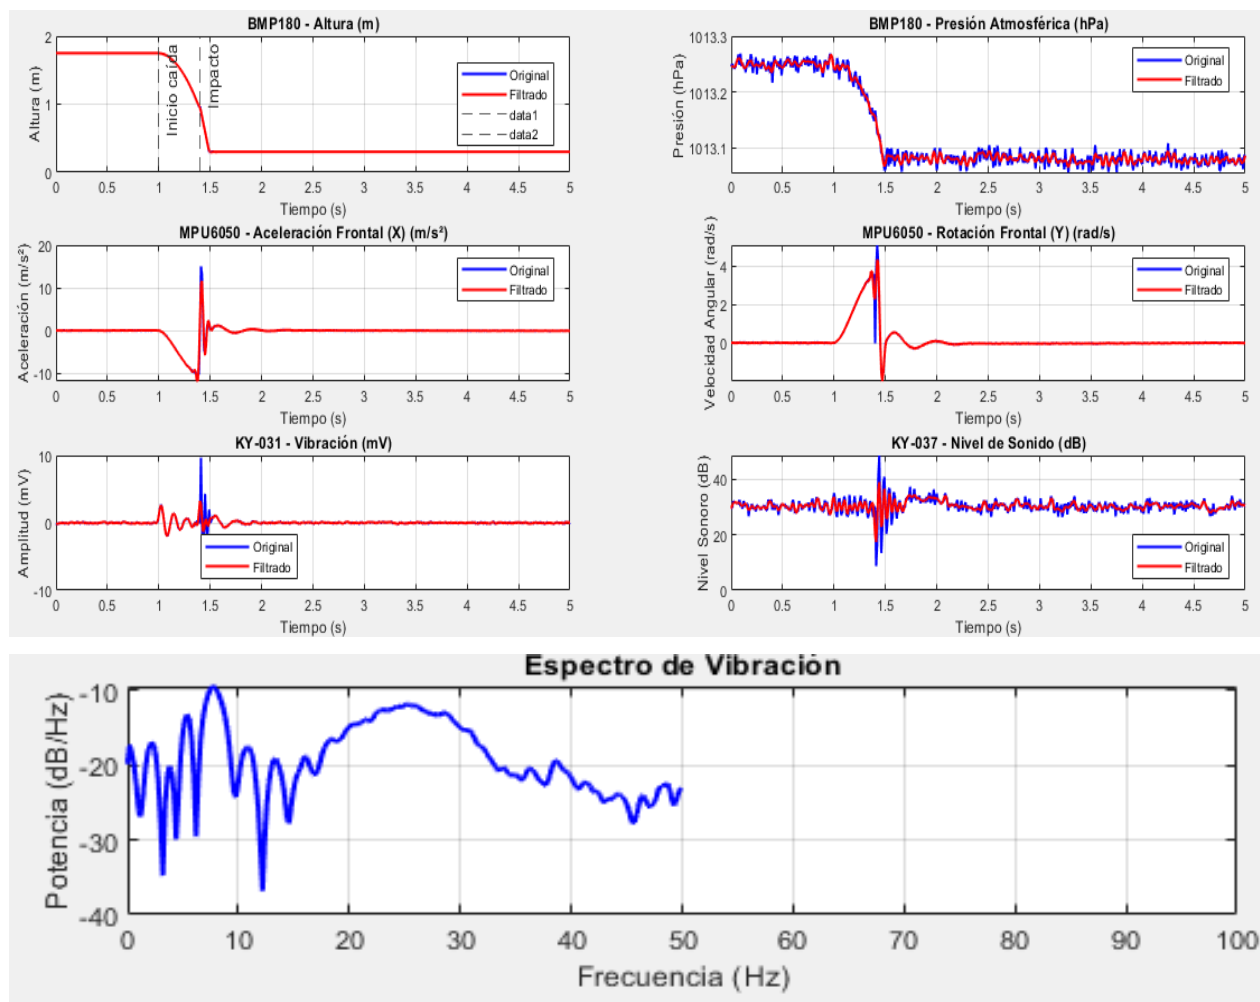 BMP180 - Altura (m)
Altura (m)
2
1
0
Inicio caída
Impacto
Original
Filtrado
data1
data2
0 0.5 1 1.5 2 2.5 3 3.5 4 4.5 5
Tiempo (s)
BMP180 - Presión Atmosférica (hPa)
Presión (hPa)
1013.3
1013.2
1013.1
Original
Filtrado
0 0.5 1 1.5 2 2.5 3 3.5 4 4.5 5
Tiempo (s)
MPU6050 - Aceleración Frontal (X) (m/s²)
Aceleración (m/s²)
20
10
0
-10
Original
Filtrado
0 0.5 1 1.5 2 2.5 3 3.5 4 4.5 5
Tiempo (s)
MPU6050 - Rotación Frontal (Y) (rad/s)
Velocidad Angular (rad/s)
4
2
0
Original
Filtrado
0 0.5 1 1.5 2 2.5 3 3.5 4 4.5 5
Tiempo (s)
KY-031 - Vibración (mV)
Amplitud (mV)
10
0
-10
Original
Filtrado
0 0.5 1 1.5 2 2.5 3 3.5 4 4.5 5
Tiempo (s)
KY-037 - Nivel de Sonido (dB)
Nivel Sonoro (dB)
40
20
0
Original
Filtrado
0 0.5 1 1.5 2 2.5 3 3.5 4 4.5 5
Tiempo (s)
Espectro de Vibración
Potencia (dB/Hz)
-10
-20
-30
-40
0 10 20 30 40 50 60 70 80 90 100
Frecuencia (Hz)